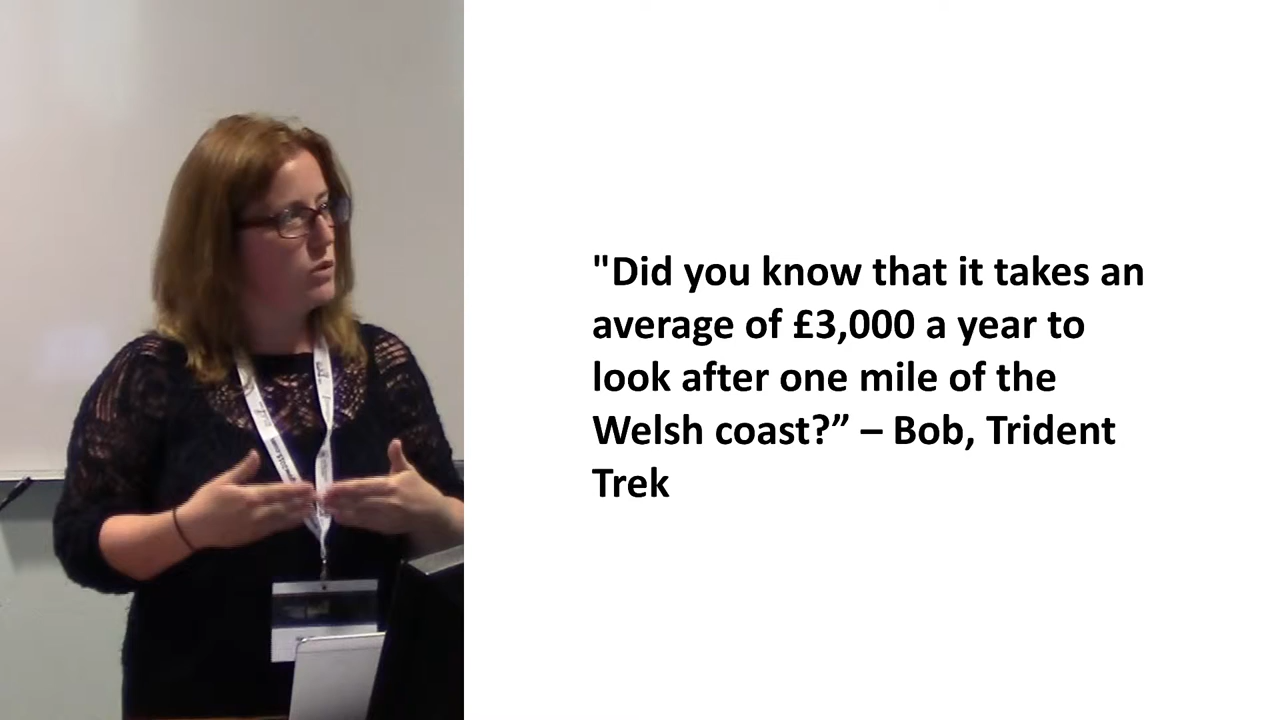 "Did you know that it takes an
average of £3,000 a year to
look after one mile of the
Welsh coast?” – Bob, Trident
Trek